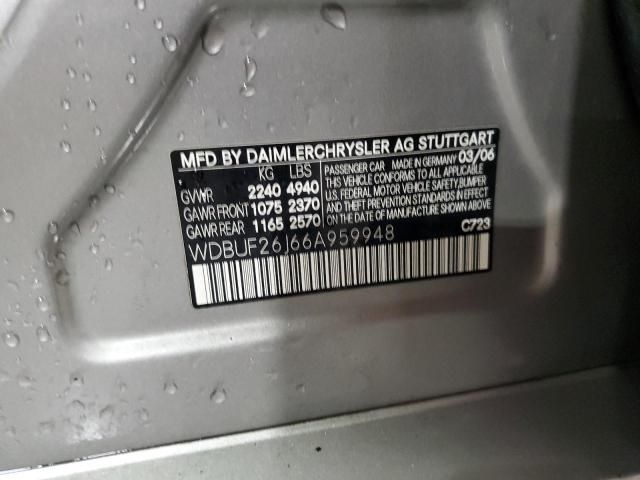 MFD BY DAIMLERCHRYSLER AG STUTTGART
KG LBS
GVWR 2240 4940
GAWR FRONT 1075 2370
GAWR REAR 1165 2570
PASSENGER CAR MADE IN GERMANY 03/06
THIS VEHICLE CONFORMS TO ALL APPLICABLE
U.S. FEDERAL MOTOR VEHICLE SAFETY,BUMPER
AND THEFT PREVENTION STANDARDS IN EFFECT
ON THE DATE OF MANUFACTURE SHOWN ABOVE
C723
WDBUF26J66A959948